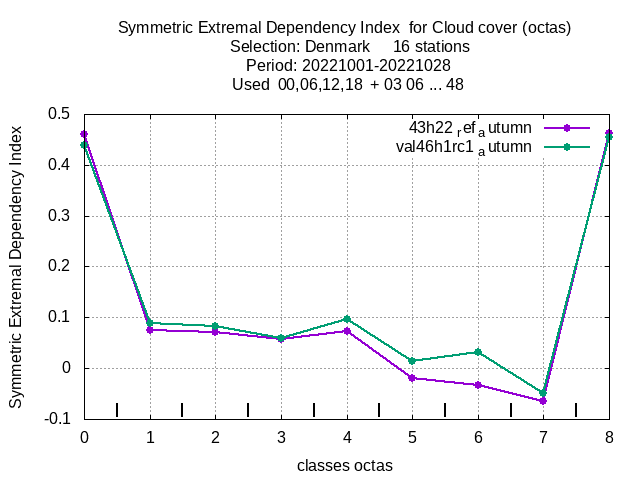 Symmetric Extremal Dependency Index  for Cloud cover (octas)
Selection: Denmark     16 stations
Period: 20221001-20221028
Used  00,06,12,18  + 03 06 ... 48
43h22 ref a utumn
val46h1rc1 a utumn
Symmetric Extremal Dependency Index
0.5
0.4
0.3
0.2
0.1
0
-0.1
0 1 2 3 4 5 6 7 8
classes octas